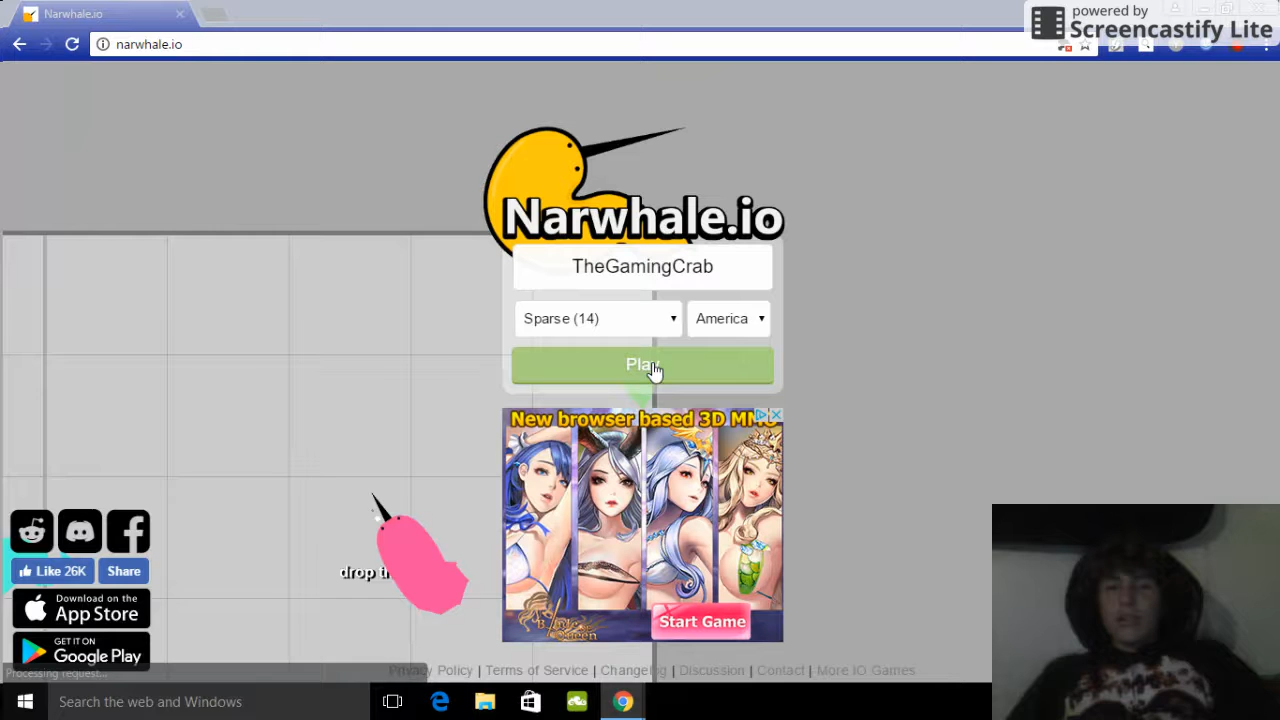 Narwhale.io
powered by
Screencastify Lite
narwhale.io
Narwhale.io
TheGamingCrab
Sparse (14)
America
Play
New browser based 3D
Start Game
drop
Like 26K
Share
Download on the
App Store
GET IT ON
Google Play
Processing request...
Privacy Policy | Terms of Service | Changelog | Discussion | Contact | More IO Games
Search the web and Windows